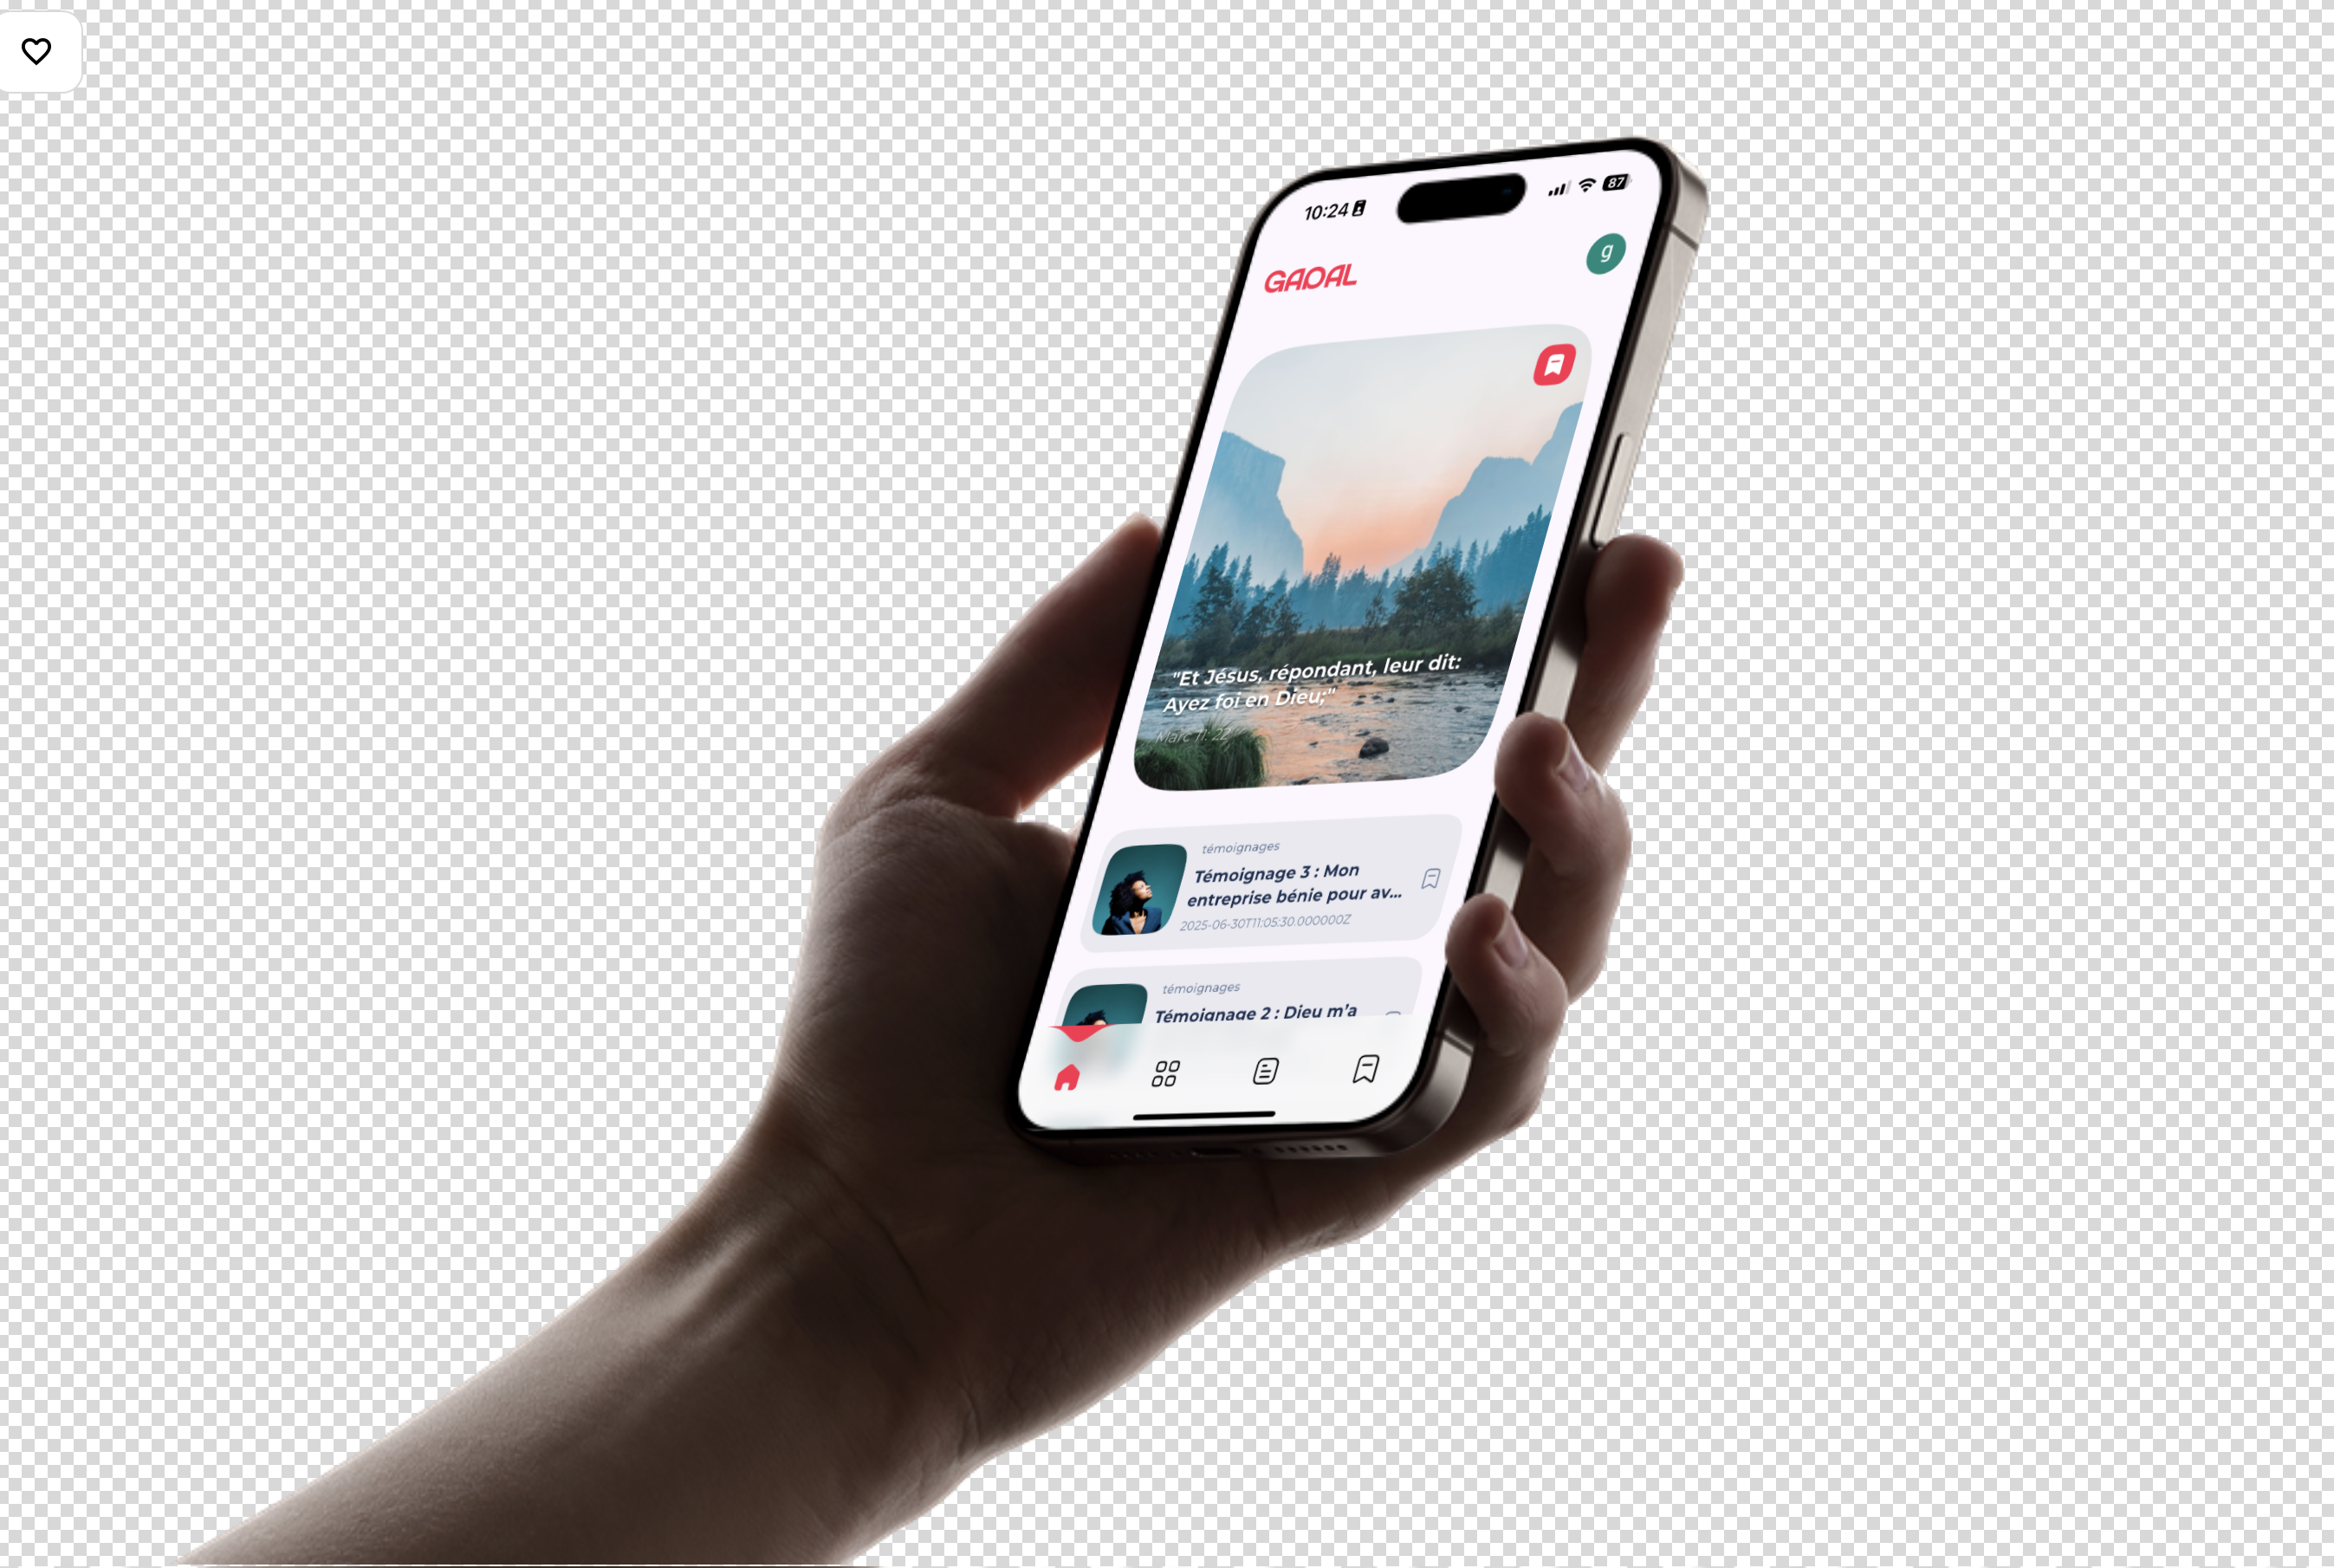 10:24
87
g
GADAL
"Et Jésus, répondant, leur dit:
Ayez foi en Dieu;"
Marc 11: 22
témoignages
Témoignage 3 : Mon
entreprise bénie pour av...
2025-06-30T11:05:30.000000Z
témoignages
Témoignage 2 : Dieu m'a